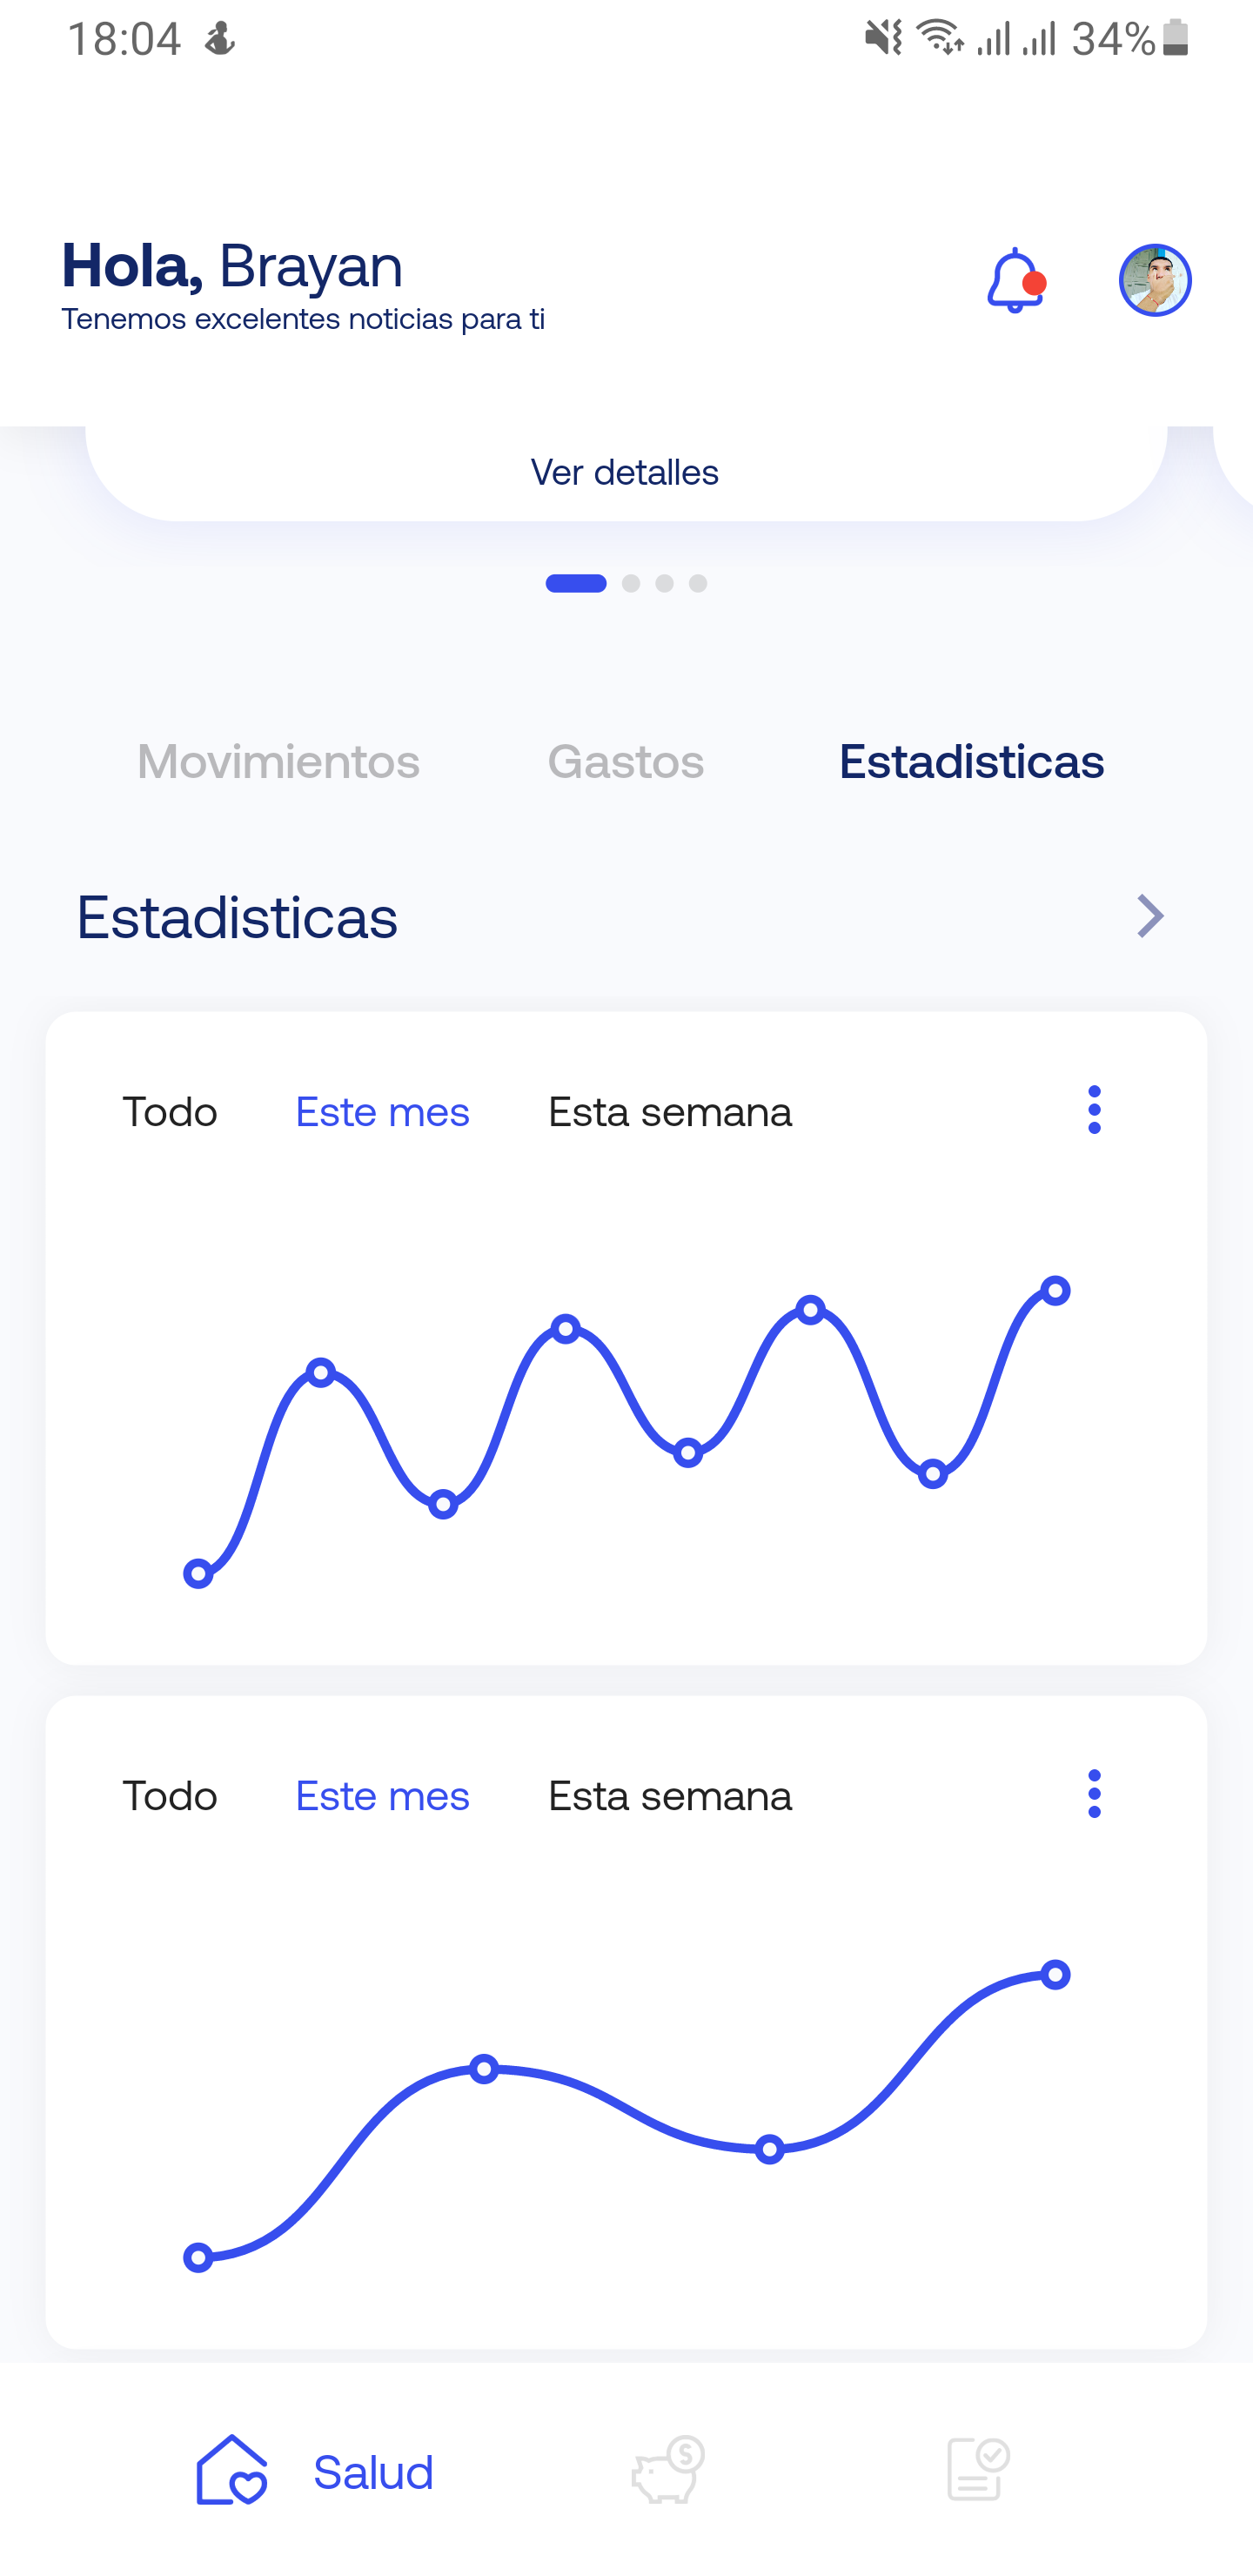 18:04
34%
Hola, Brayan
Tenemos excelentes noticias para ti
Ver detalles
Movimientos Gastos Estadisticas
Estadisticas
Todo Este mes Esta semana
Todo Este mes Esta semana
Salud